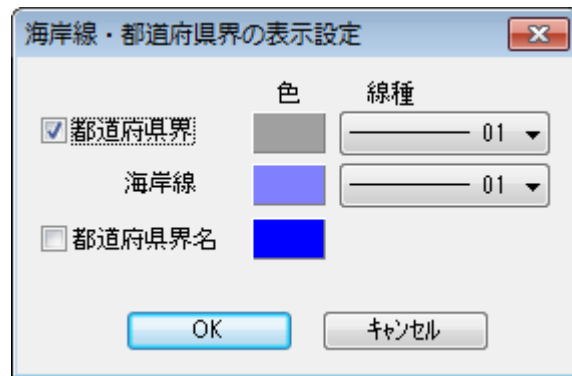 海岸線・都道府県界の表示設定
色 線種
都道府県界 01
海岸線 01
都道府県界名
OK キャンセル